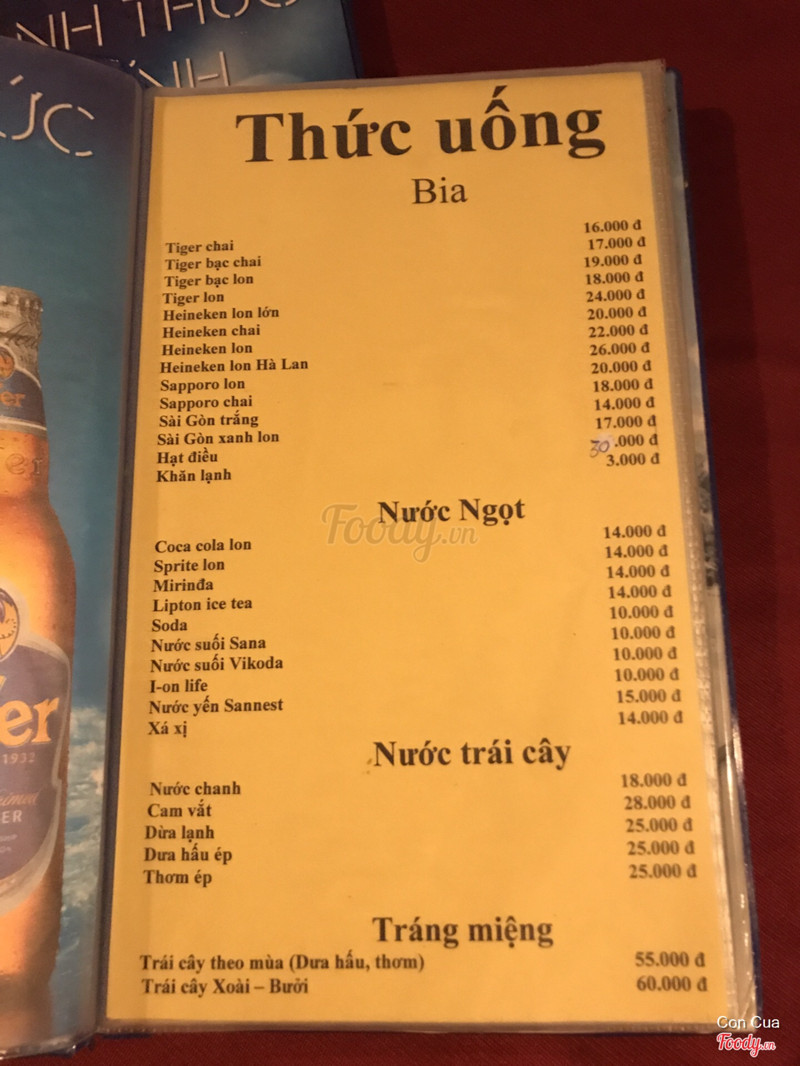 ÀNH THỨC
ỨC
Thức uống
Bia
Tiger chai 16.000 đ
Tiger bạc chai 17.000 đ
Tiger bạc lon 19.000 đ
Tiger lon 18.000 đ
Heineken lon lớn 24.000 đ
Heineken chai 20.000 đ
Heineken lon 22.000 đ
Heineken lon Hà Lan 26.000 đ
Sapporo lon 20.000 đ
Sapporo chai 18.000 đ
Sài Gòn trắng 14.000 đ
Sài Gòn xanh lon 17.000 đ
Hạt điều 30.000 đ
Khăn lạnh 3.000 đ
Nước Ngọt
Coca cola lon 14.000 đ
Sprite lon 14.000 đ
Mirinđa 14.000 đ
Lipton ice tea 14.000 đ
Soda 10.000 đ
Nước suối Sana 10.000 đ
Nước suối Vikoda 10.000 đ
I-on life 10.000 đ
Nước yến Sannest 15.000 đ
Xá xị 14.000 đ
Nước trái cây
Nước chanh 18.000 đ
Cam vắt 28.000 đ
Dừa lạnh 25.000 đ
Dưa hấu ép 25.000 đ
Thơm ép 25.000 đ
Tráng miệng
Trái cây theo mùa (Dưa hấu, thơm) 55.000 đ
Trái cây Xoài – Bưởi 60.000 đ
Foody.vn
1932
Con Cua
Foody.vn